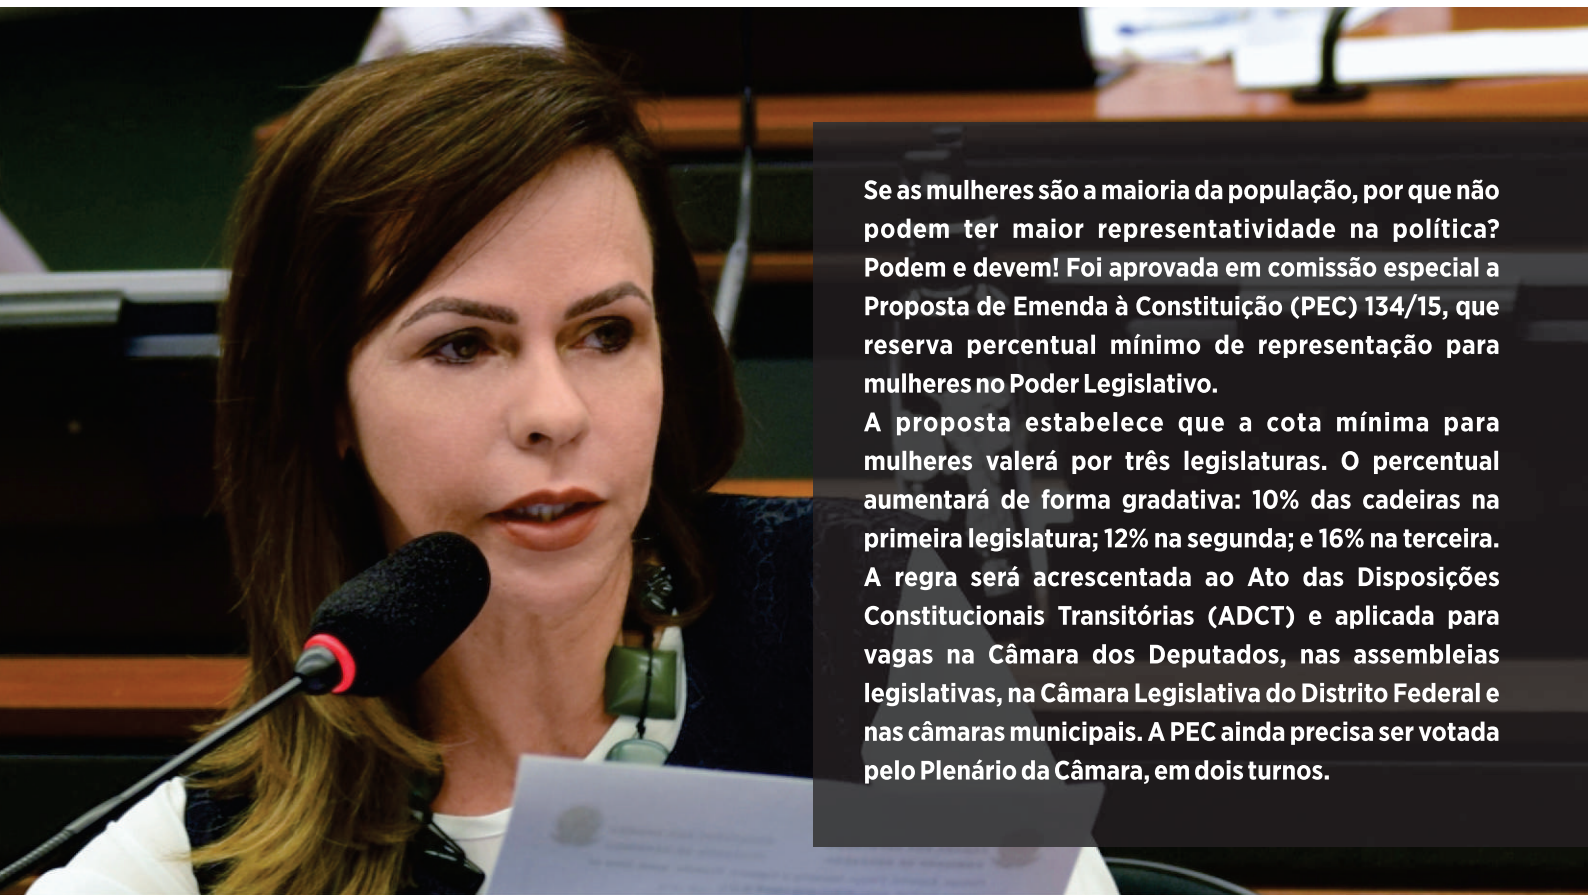 Se as mulheres são a maioria da população, por que não
podem ter maior representatividade na política?
Podem e devem! Foi aprovada em comissão especial a
Proposta de Emenda à Constituição (PEC) 134/15, que
reserva percentual mínimo de representação para
mulheres no Poder Legislativo.
A proposta estabelece que a cota mínima para
mulheres valerá por três legislaturas. O percentual
aumentará de forma gradativa: 10% das cadeiras na
primeira legislatura; 12% na segunda; e 16% na terceira.
A regra será acrescentada ao Ato das Disposições
Constitucionais Transitórias (ADCT) e aplicada para
vagas na Câmara dos Deputados, nas assembleias
legislativas, na Câmara Legislativa do Distrito Federal e
nas câmaras municipais. A PEC ainda precisa ser votada
pelo Plenário da Câmara, em dois turnos.